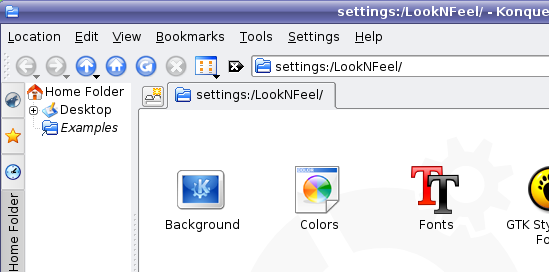 settings:/LookNFeel/ - Konque
Location Edit View Bookmarks Tools Settings Help
settings:/LookNFeel/
Home Folder
Desktop
Examples
Home Folder
settings:/LookNFeel/
COLOR
Background
Colors
Fonts
GTK Sty
Fo